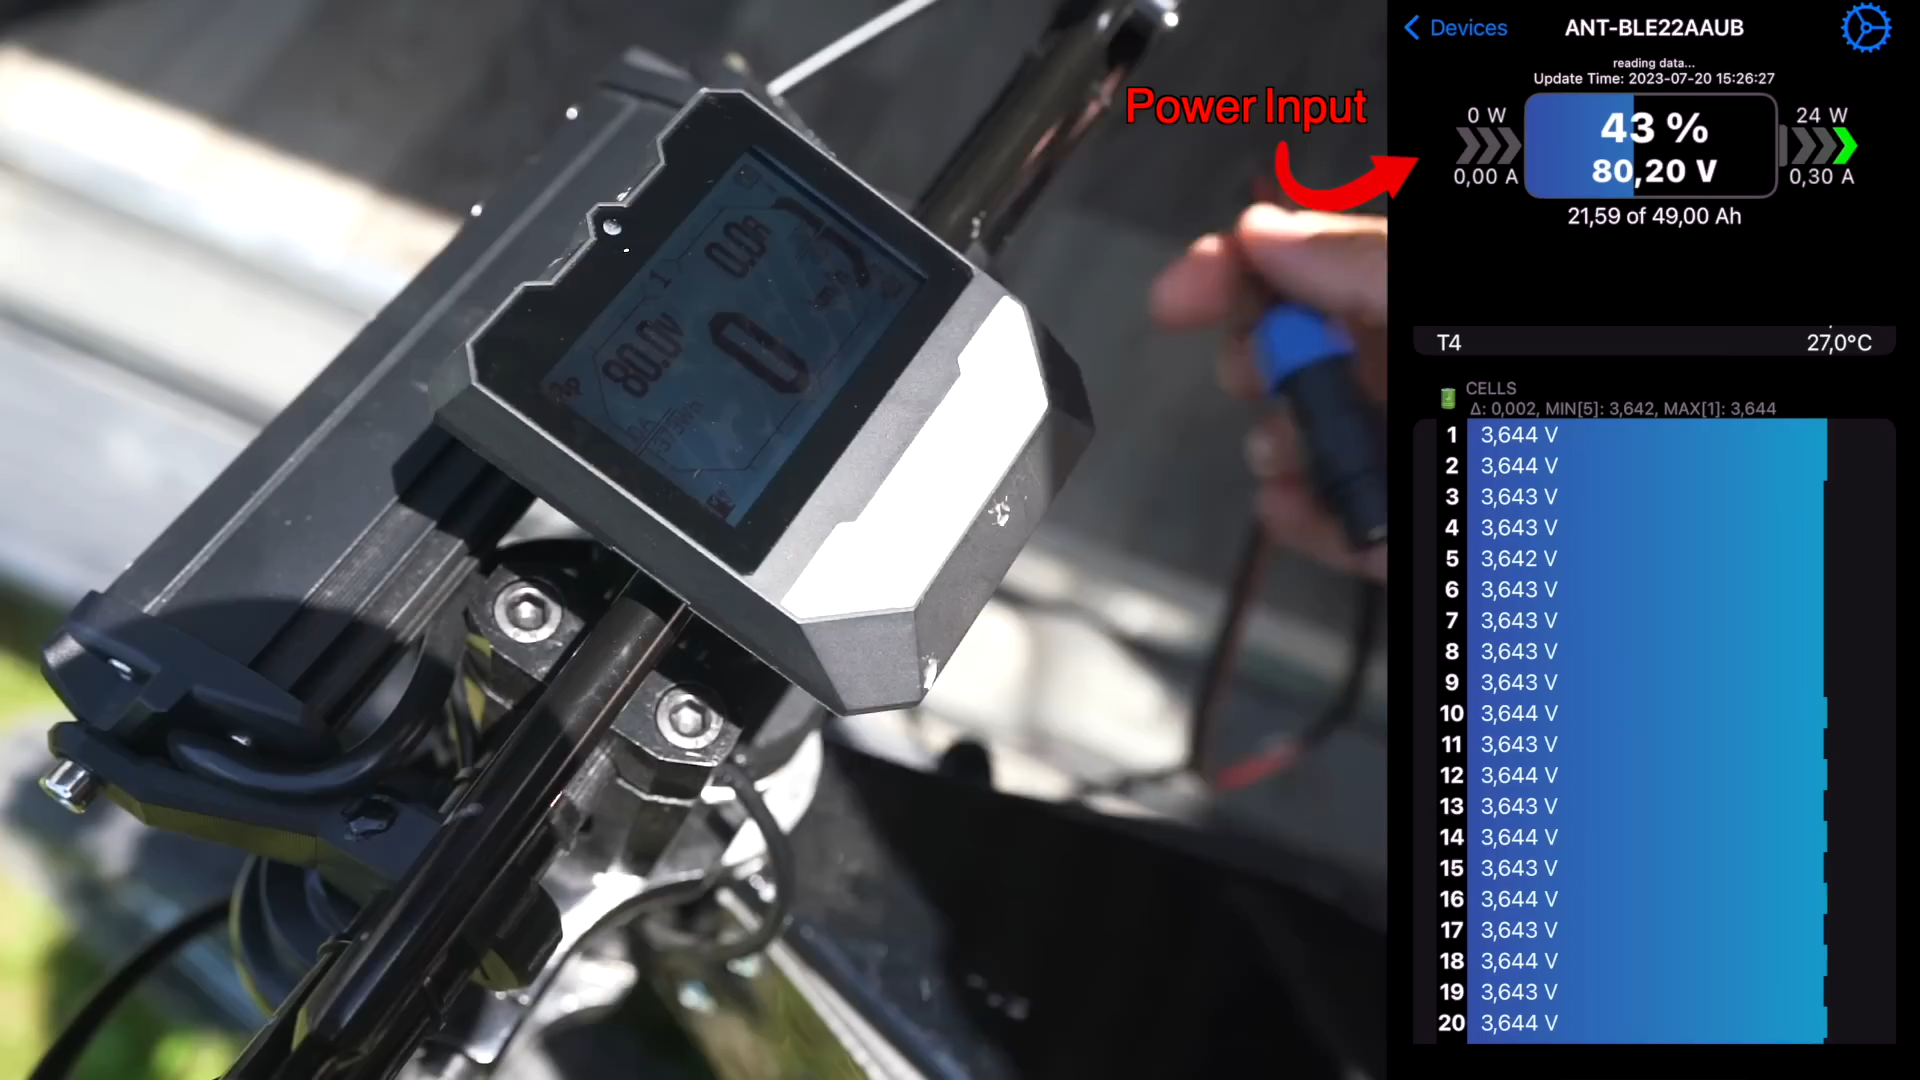 Power Input
Devices
ANT-BLE22AAUB
reading data...
Update Time: 2023-07-20 15:26:27
0 W
43 %
24 W
0,00 A
80,20 V
0,30 A
21,59 of 49,00 Ah
T4
27,0°C
CELLS
Δ: 0,002, MIN[5]: 3,642, MAX[1]: 3,644
1 3,644 V
2 3,644 V
3 3,643 V
4 3,643 V
5 3,642 V
6 3,643 V
7 3,643 V
8 3,643 V
9 3,643 V
10 3,644 V
11 3,643 V
12 3,644 V
13 3,643 V
14 3,644 V
15 3,643 V
16 3,644 V
17 3,643 V
18 3,644 V
19 3,643 V
20 3,644 V
1
0.0A
80.0V
0